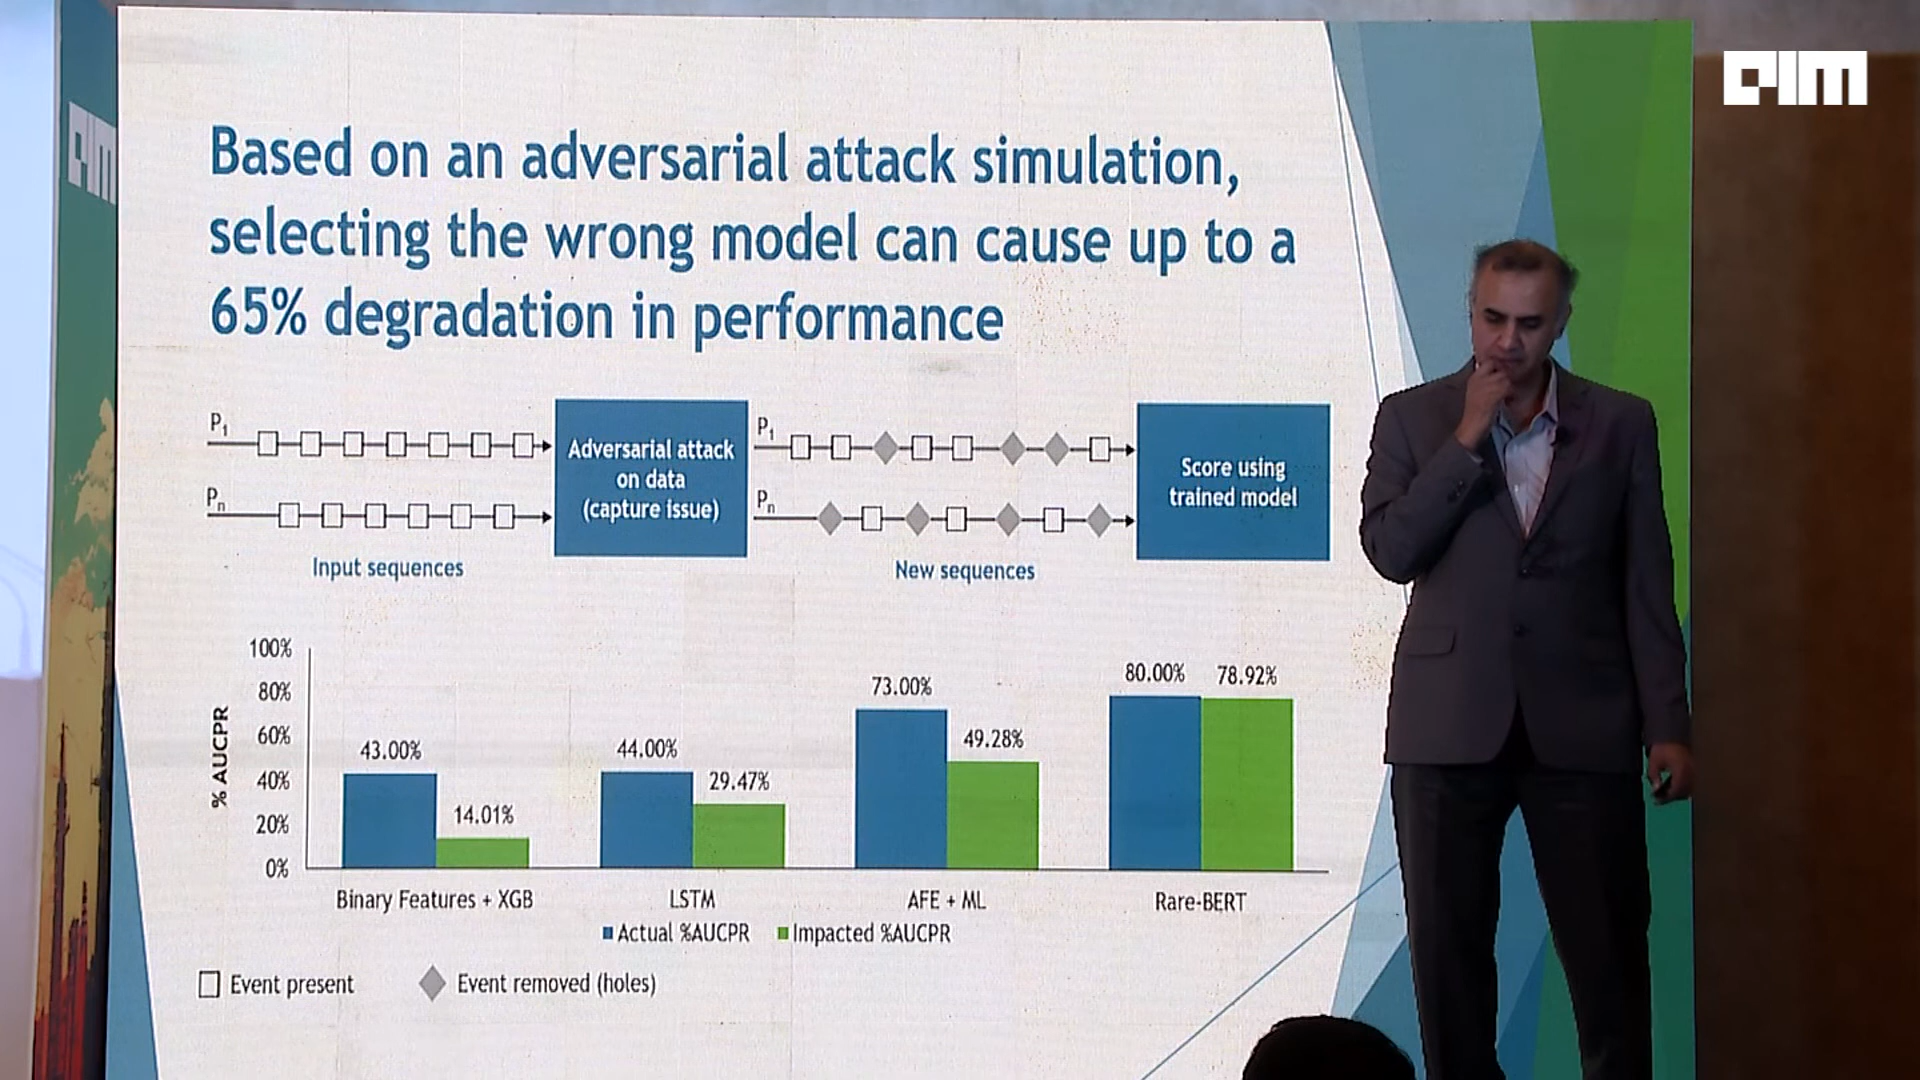 AIM
AIM
Based on an adversarial attack simulation,
selecting the wrong model can cause up to a
65% degradation in performance
P1
Pn
Input sequences
Adversarial attack
on data
(capture issue)
P1
Pn
New sequences
Score using
trained model
% AUCPR
100%
80%
60%
40%
20%
0%
43.00%
14.01%
44.00%
29.47%
73.00%
49.28%
80.00%
78.92%
Binary Features + XGB
LSTM
AFE + ML
Rare-BERT
Actual %AUCPR
Impacted %AUCPR
Event present
Event removed (holes)